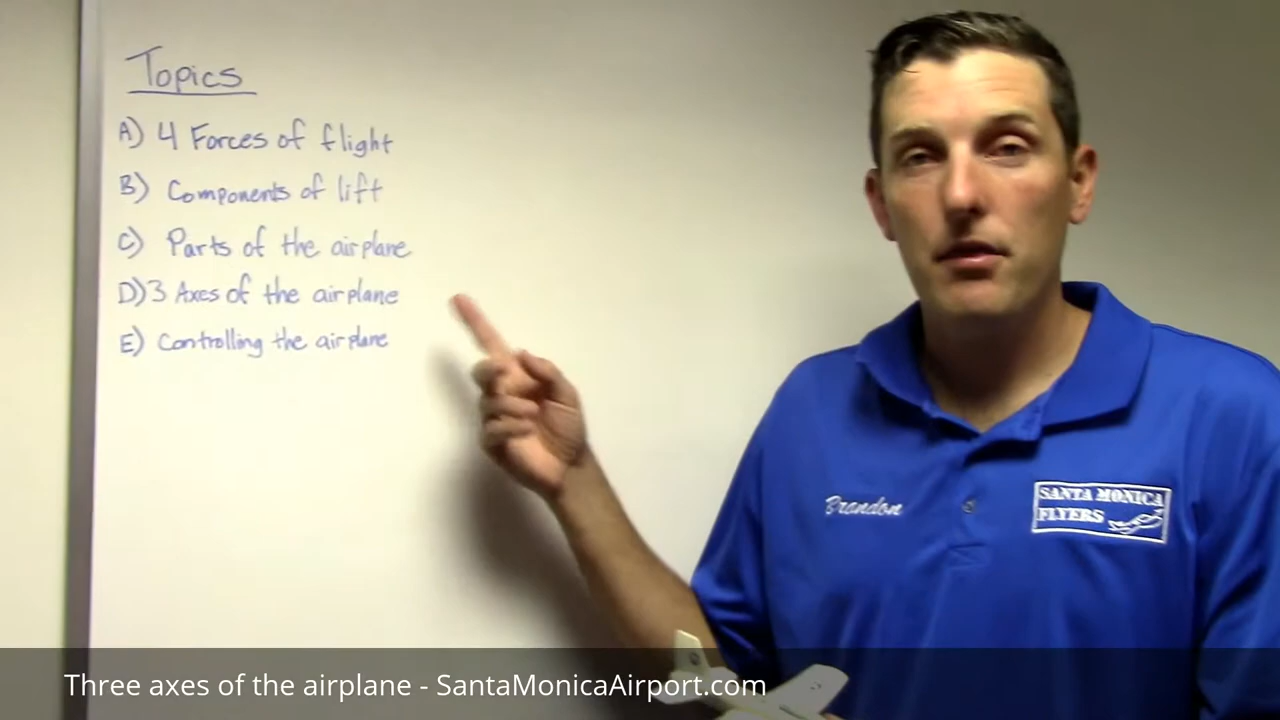 Topics
A) 4 Forces of flight
B) Components of lift
C) Parts of the airplane
D) 3 Axes of the airplane
E) Controlling the airplane
Brandon
SANTA MONICA
FLYERS
Three axes of the airplane - SantaMonicaAirport.com